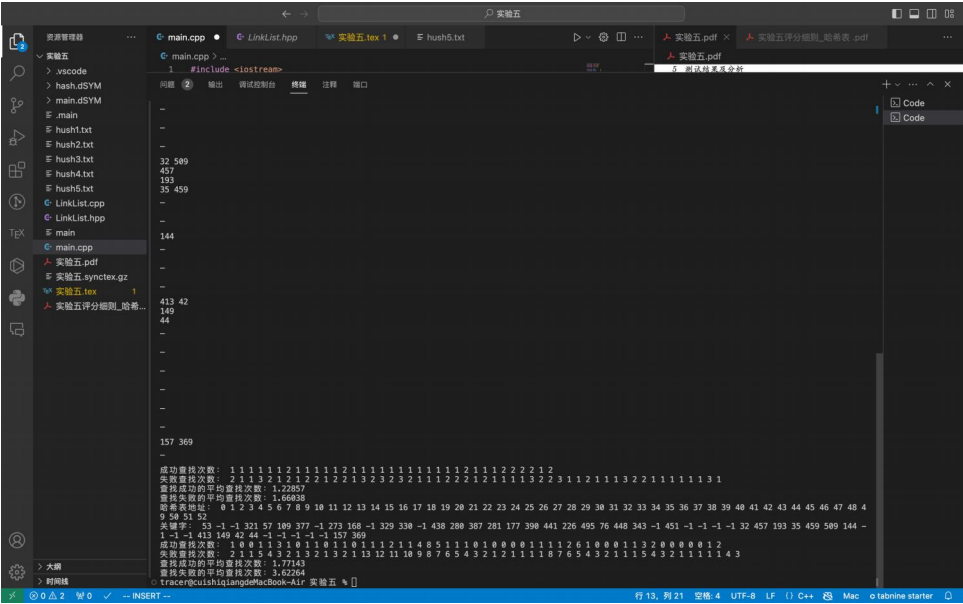 实验五
资源管理器
main.cpp
LinkList.hpp
实验五.tex 1
hush5.txt
实验五.pdf
实验五评分细则_哈希表 .pdf
实验五
main.cpp > ...
实验五.pdf
.vscode
1 #include <iostream>
5 测试结果及分析
hash.dSYM
问题 2 输出 调试控制台 终端 注释 端口
main.dSYM
.main
hush1.txt
hush2.txt
hush3.txt
hush4.txt
hush5.txt
LinkList.cpp
LinkList.hpp
main
main.cpp
实验五.pdf
实验五.synctex.gz
实验五.tex 1
实验五评分细则_哈希...
Code
Code
—
—
—
32 509
457
193
35 459
—
—
144
—
—
—
413 42
149
44
—
—
—
—
—
—
157 369
—
成功查找次数： 1 1 1 1 1 1 2 1 1 1 1 1 2 1 1 1 1 1 1 1 1 1 1 1 1 2 1 1 1 2 2 2 2 1 2
失败查找次数： 2 1 1 3 2 1 2 1 2 2 1 2 2 1 3 2 3 2 3 2 1 1 1 2 2 2 1 2 1 1 1 1 1 3 2 2 3 1 1 2 1 1 1 3 2 2 1 1 1 1 1 1 3 1
查找成功的平均查找次数：1.22857
查找失败的平均查找次数：1.66038
哈希表地址： 0 1 2 3 4 5 6 7 8 9 10 11 12 13 14 15 16 17 18 19 20 21 22 23 24 25 26 27 28 29 30 31 32 33 34 35 36 37 38 39 40 41 42 43 44 45 46 47 48 4
9 50 51 52
关键字： 53 -1 -1 321 57 109 377 -1 273 168 -1 329 330 -1 438 280 387 281 177 390 441 226 495 76 448 343 -1 451 -1 -1 -1 -1 32 457 193 35 459 509 144 -
1 -1 -1 413 149 42 44 -1 -1 -1 -1 -1 157 369
成功查找次数： 1 0 0 1 1 3 1 0 1 1 0 1 1 0 1 1 1 2 1 1 4 8 5 1 1 1 0 1 0 0 0 0 1 1 1 1 2 6 1 0 0 0 1 1 3 2 0 0 0 0 0 1 2
失败查找次数： 2 1 1 5 4 3 2 1 3 2 1 3 2 1 13 12 11 10 9 8 7 6 5 4 3 2 1 2 1 1 1 1 8 7 6 5 4 3 2 1 1 1 5 4 3 2 1 1 1 1 1 4 3
查找成功的平均查找次数：1.77143
查找失败的平均查找次数：3.62264
tracer@cuishiqiangdeMacBook-Air 实验五 %
大纲
时间线
0 2 0 -- INSERT --
行 13，列 21 空格: 4 UTF-8 LF {} C++ Mac tabnine starter